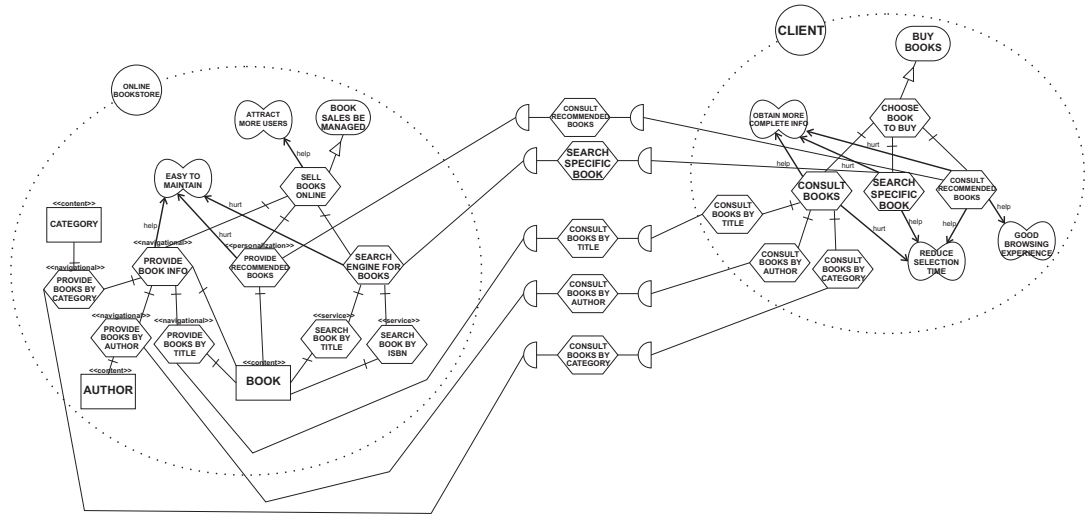 CLIENT
BUY
BOOKS
ONLINE
BOOKSTORE
ATTRACT
MORE USERS
BOOK
SALES BE
MANAGED
help
EASY TO
MAINTAIN
SELL
BOOKS
ONLINE
<<content>>
CATEGORY
help
hurt
hurt
<<navigational>>
PROVIDE
BOOK INFO
<<personalization>>
PROVIDE
RECOMMENDED
BOOKS
SEARCH
ENGINE FOR
BOOKS
<<navigational>>
PROVIDE
BOOKS BY
CATEGORY
<<navigational>>
PROVIDE
BOOKS BY
AUTHOR
<<navigational>>
PROVIDE
BOOKS BY
TITLE
<<service>>
SEARCH
BOOK BY
TITLE
<<service>>
SEARCH
BOOK BY
ISBN
<<content>>
AUTHOR
<<content>>
BOOK
CONSULT
RECOMMENDED
BOOKS
SEARCH
SPECIFIC
BOOK
CONSULT
BOOKS BY
TITLE
CONSULT
BOOKS BY
AUTHOR
CONSULT
BOOKS BY
CATEGORY
OBTAIN MORE
COMPLETE INFO
CHOOSE
BOOK
TO BUY
hurt
help
hurt
CONSULT
BOOKS
SEARCH
SPECIFIC
BOOK
CONSULT
RECOMMENDED
BOOKS
CONSULT
BOOKS BY
TITLE
help
help
help
hurt
CONSULT
BOOKS BY
AUTHOR
CONSULT
BOOKS BY
CATEGORY
REDUCE
SELECTION
TIME
GOOD
BROWSING
EXPERIENCE